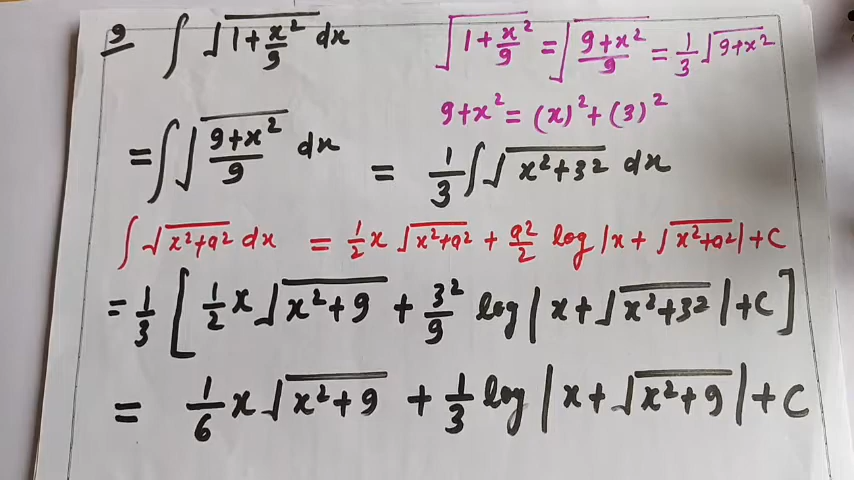 9 ∫ √(1+x²/9) dx    √(1+x²/9) = √((9+x²)/9) = 1/3 √(9+x²)
9+x² = (x)²+(3)²
= ∫ √((9+x²)/9) dx = 1/3 ∫ √(x²+3²) dx
∫ √(x²+a²) dx = 1/2 x √(x²+a²) + a²/2 log |x + √(x²+a²)| + C
= 1/3 [ 1/2 x √(x²+9) + 3²/9 log | x + √(x²+3²) | + C ]
= 1/6 x √(x²+9) + 1/3 log | x + √(x²+9) | + C